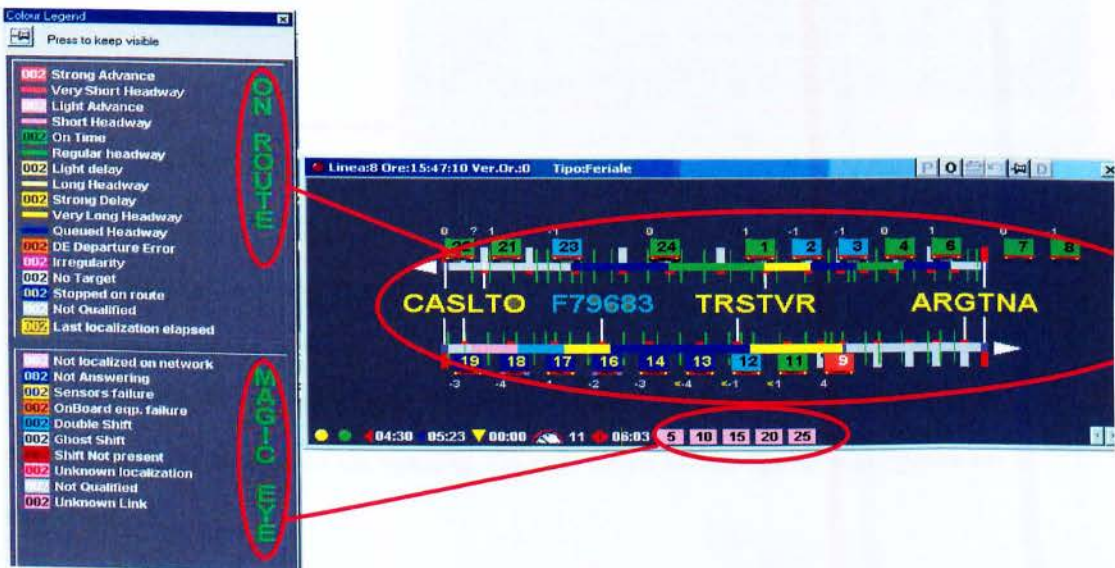 Colour Legend
Press to keep visible
002 Strong Advance
Very Short Headway
002 Light Advance
Short Headway
002 On Time
Regular headway
002 Light delay
Long Headway
002 Strong Delay
Very Long Headway
Queued Headway
002 DE Departure Error
002 Irregularity
002 No Target
002 Stopped on route
002 Not Qualified
002 Last localization elapsed
ON ROUTE
002 Not localized on network
002 Not Answering
002 Sensors failure
002 OnBoard eqp. failure
002 Double Shift
002 Ghost Shift
002 Shift Not present
002 Unknown localization
002 Not Qualified
002 Unknown Link
MAGIC EYE
Linea:8 Ore:15:47:10 Ver.Or.:0 Tipo:Feriale
P O D
0 ? 1 -1 0 1 -1 -1 0 1 0 1
22 21 23 24 1 2 3 4 6 7 8
CASLTO F79683 TRSTVR ARGTNA
19 18 17 16 14 13 12 11 9
-3 -4 -1 -2 -3 <-4 <-1 <1 4
04:30 05:23 00:00 11 06:03 5 10 15 20 25